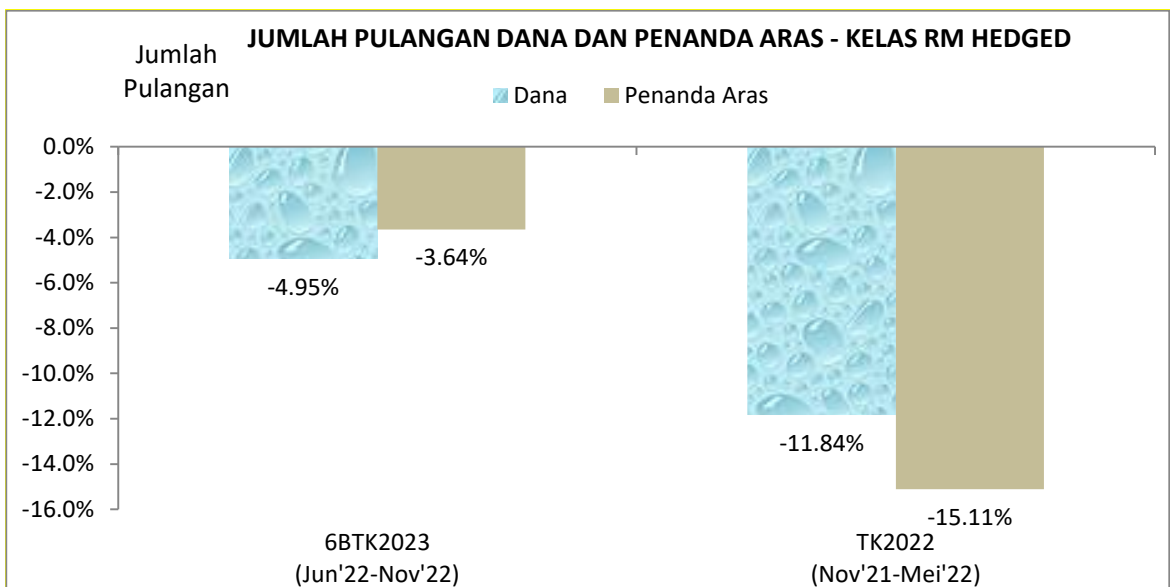 JUMLAH PULANGAN DANA DAN PENANDA ARAS - KELAS RM HEDGED
Jumlah
Pulangan
Dana
Penanda Aras
0.0%
-2.0%
-4.0%
-6.0%
-8.0%
-10.0%
-12.0%
-14.0%
-16.0%
-4.95%
-3.64%
-11.84%
-15.11%
6BTK2023
(Jun'22-Nov'22)
TK2022
(Nov'21-Mei'22)